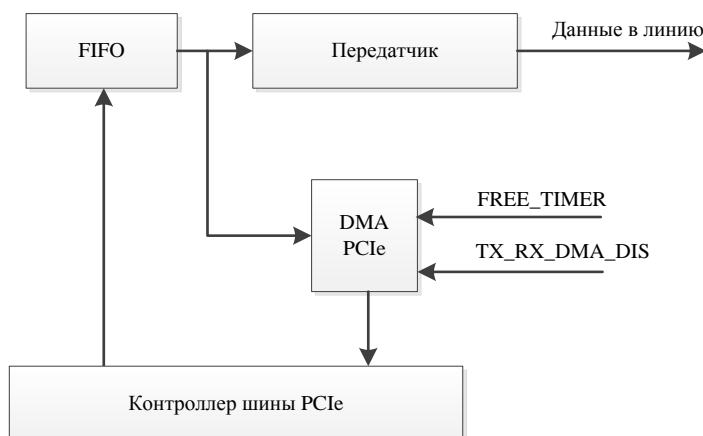 Данные в линию
FIFO
Передатчик
FREE_TIMER
DMA
PCIe
TX_RX_DMA_DIS
Контроллер шины PCIe